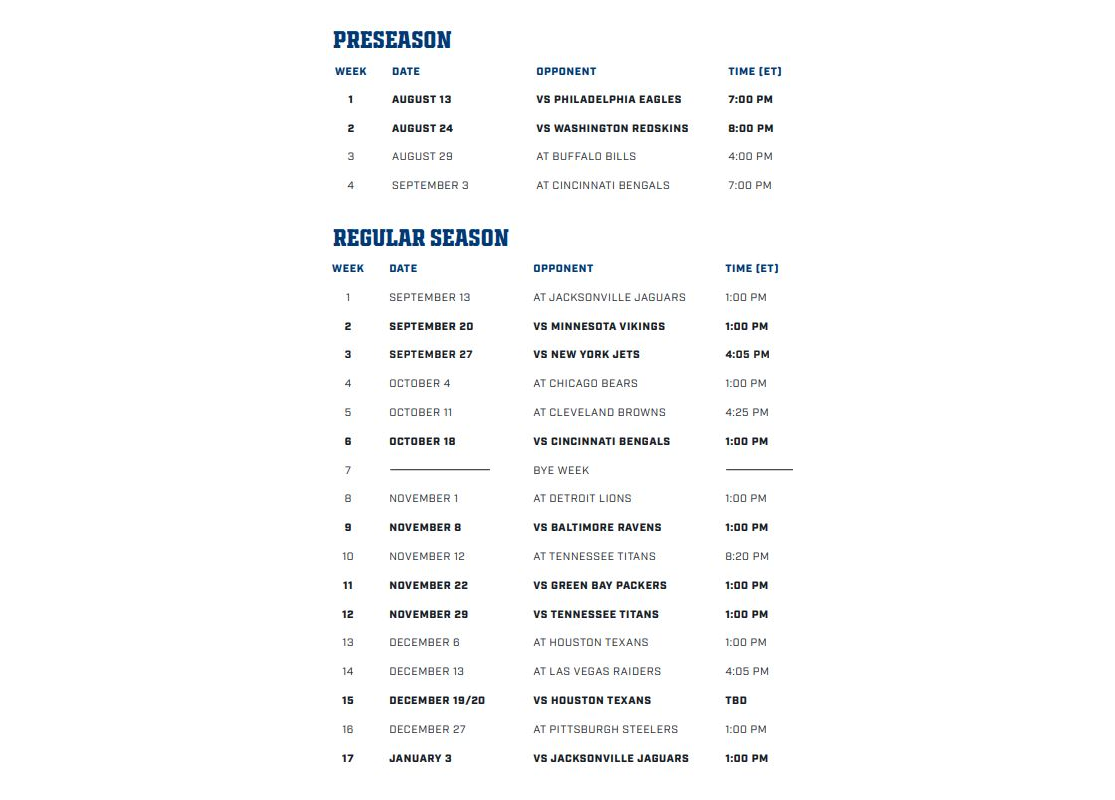 PRESEASON
WEEK DATE OPPONENT TIME [ET]
1 AUGUST 13 VS PHILADELPHIA EAGLES 7:00 PM
2 AUGUST 24 VS WASHINGTON REDSKINS 8:00 PM
3 AUGUST 29 AT BUFFALO BILLS 4:00 PM
4 SEPTEMBER 3 AT CINCINNATI BENGALS 7:00 PM
REGULAR SEASON
WEEK DATE OPPONENT TIME [ET]
1 SEPTEMBER 13 AT JACKSONVILLE JAGUARS 1:00 PM
2 SEPTEMBER 20 VS MINNESOTA VIKINGS 1:00 PM
3 SEPTEMBER 27 VS NEW YORK JETS 4:05 PM
4 OCTOBER 4 AT CHICAGO BEARS 1:00 PM
5 OCTOBER 11 AT CLEVELAND BROWNS 4:25 PM
6 OCTOBER 18 VS CINCINNATI BENGALS 1:00 PM
7 BYE WEEK
8 NOVEMBER 1 AT DETROIT LIONS 1:00 PM
9 NOVEMBER 8 VS BALTIMORE RAVENS 1:00 PM
10 NOVEMBER 12 AT TENNESSEE TITANS 8:20 PM
11 NOVEMBER 22 VS GREEN BAY PACKERS 1:00 PM
12 NOVEMBER 29 VS TENNESSEE TITANS 1:00 PM
13 DECEMBER 6 AT HOUSTON TEXANS 1:00 PM
14 DECEMBER 13 AT LAS VEGAS RAIDERS 4:05 PM
15 DECEMBER 19/20 VS HOUSTON TEXANS TBD
16 DECEMBER 27 AT PITTSBURGH STEELERS 1:00 PM
17 JANUARY 3 VS JACKSONVILLE JAGUARS 1:00 PM